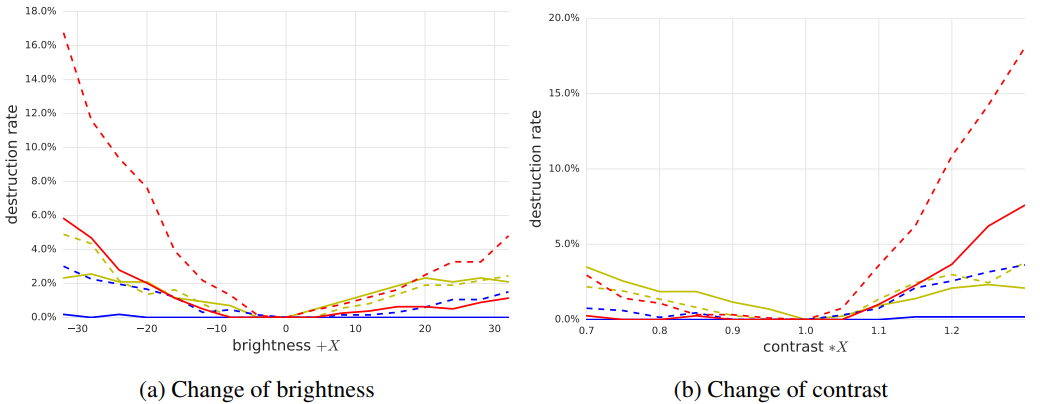 18.0%
16.0%
14.0%
12.0%
10.0%
8.0%
6.0%
4.0%
2.0%
0.0%
destruction rate
−30 −20 −10 0 10 20 30
brightness +X
(a) Change of brightness
20.0%
15.0%
10.0%
5.0%
0.0%
destruction rate
0.7 0.8 0.9 1.0 1.1 1.2
contrast ∗X
(b) Change of contrast